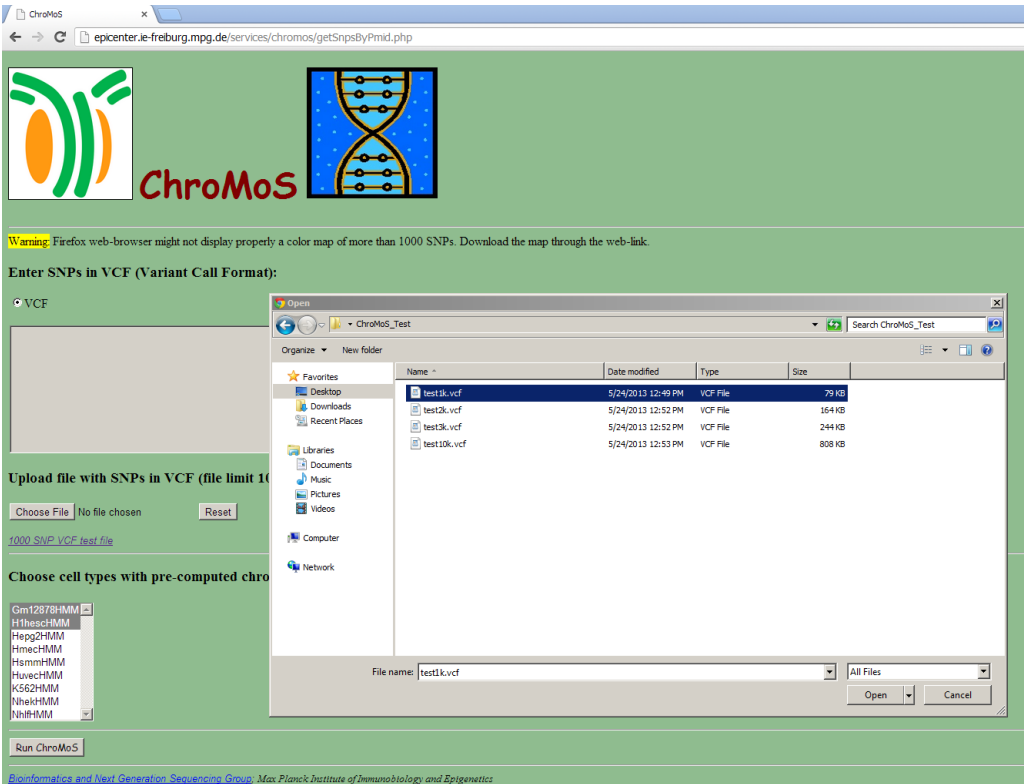 ChroMoS
epicenter.ie-freiburg.mpg.de/services/chromos/getSnpsByPmid.php
ChroMoS
Warning: Firefox web-browser might not display properly a color map of more than 1000 SNPs. Download the map through the web-link.
Enter SNPs in VCF (Variant Call Format):
VCF
Open
ChroMoS_Test
Search ChroMoS_Test
Organize
New folder
Name
Date modified
Type
Size
Favorites
Desktop
Downloads
Recent Places
Libraries
Documents
Music
Pictures
Videos
Computer
Network
test1k.vcf 5/24/2013 12:49 PM VCF File 79 KB
test2k.vcf 5/24/2013 12:52 PM VCF File 164 KB
test3k.vcf 5/24/2013 12:52 PM VCF File 244 KB
test10k.vcf 5/24/2013 12:53 PM VCF File 808 KB
File name: test1k.vcf
All Files
Open
Cancel
Upload file with SNPs in VCF (file limit 10
Choose File No file chosen
Reset
1000 SNP VCF test file
Choose cell types with pre-computed chro
Gm12878HMM
H1hescHMM
Hepg2HMM
HmecHMM
HsmmHMM
HuvecHMM
K562HMM
NhekHMM
NhlfHMM
Run ChroMoS
Bioinformatics and Next Generation Sequencing Group; Max Planck Institute of Immunobiology and Epigenetics